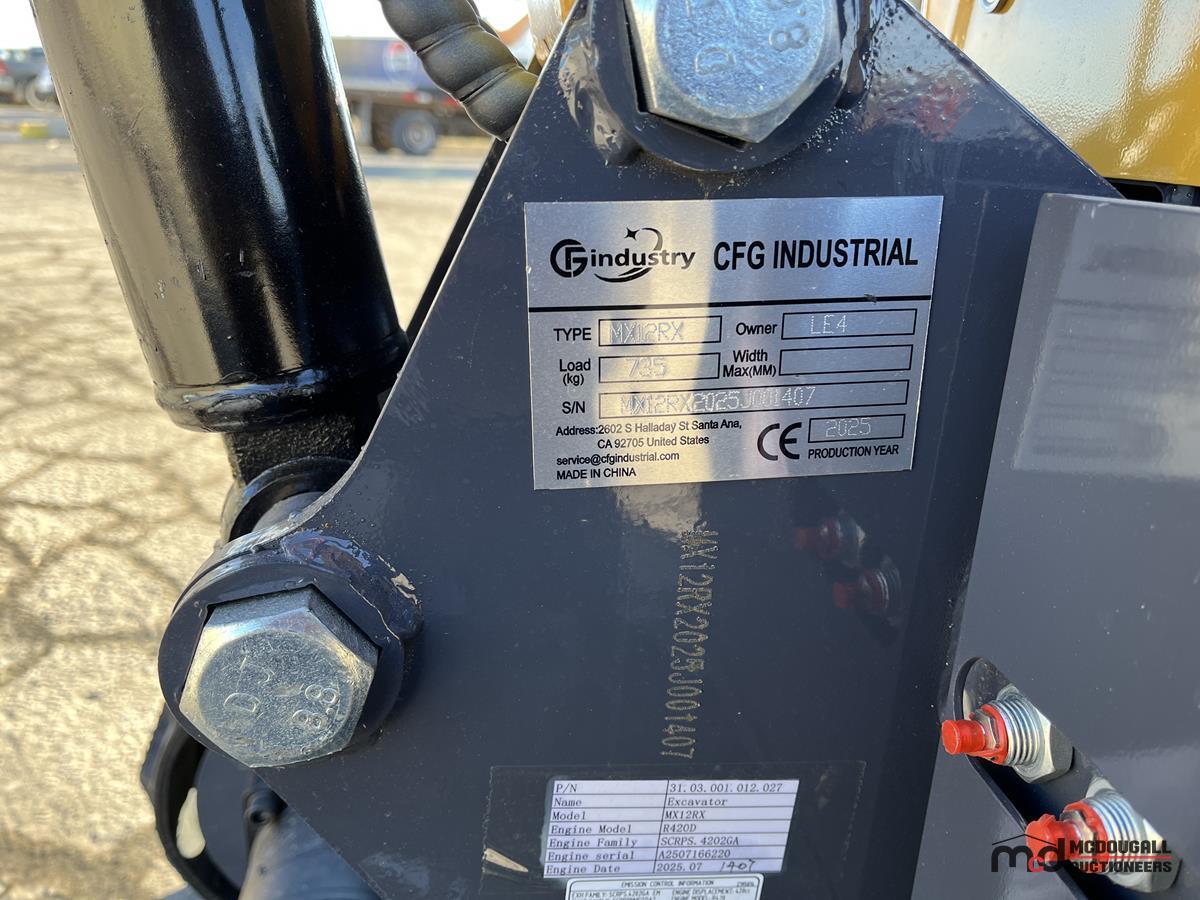 D 8.8
CFG industry CFG INDUSTRIAL
TYPE MX12RX Owner LE4
Load (kg) 735 Width Max(MM)
S/N MX12RX2025J001407
Address:2602 S Halladay St Santa Ana,
CA 92705 United States
service@cfgindustrial.com
MADE IN CHINA
CE 2025
PRODUCTION YEAR
MX12RX2025J001407
D 8.8
P/N 31.03.001.012.027
Name Excavator
Model MX12RX
Engine Model R420D
Engine Family SCRPS.4202GA
Engine serial A2507166220
Date 2025.07 1407
EMISSION CONTROL INFORMATION
mcd MCDOUGALL
AUCTIONEERS